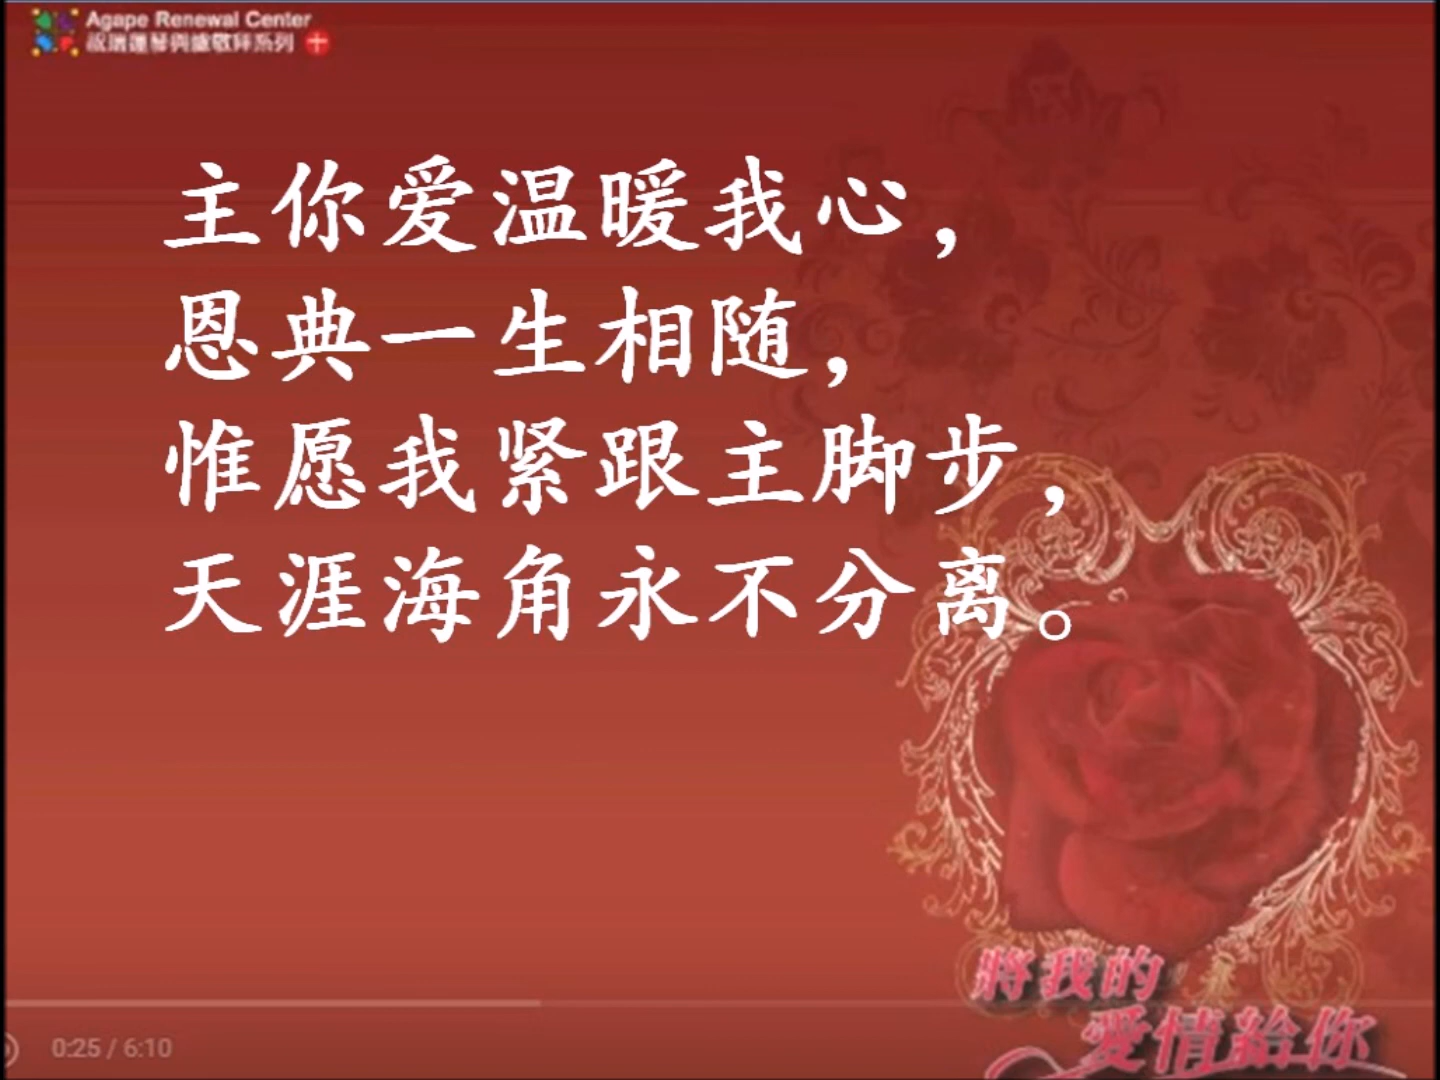 Agape Renewal Center
主你爱温暖我心，
恩典一生相随，
惟愿我紧跟主脚步，
天涯海角永不分离。
將我的
愛情給你
0:25 / 6:10